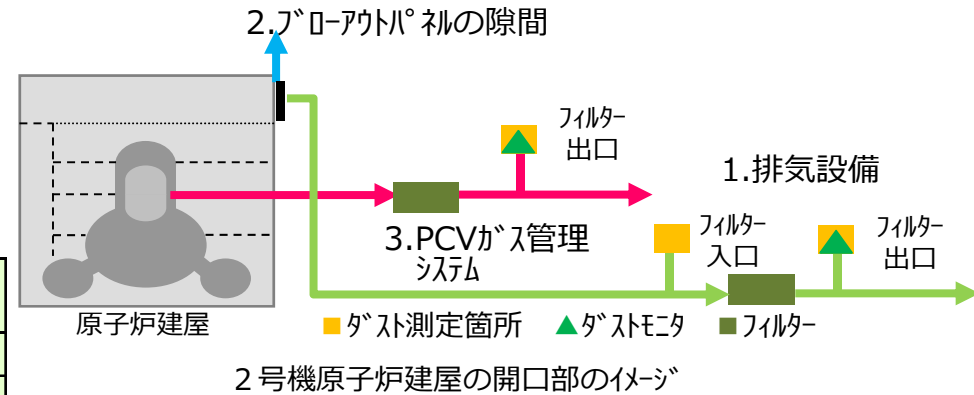 2.ﾌﾞﾛｰｱｳﾄﾊﾟﾈﾙの隙間
ﾌｨﾙﾀｰ
出口
1.排気設備
3.PCVｶﾞｽ管理
ｼｽﾃﾑ
ﾌｨﾙﾀｰ
入口
ﾌｨﾙﾀｰ
出口
原子炉建屋
■ﾀﾞｽﾄ測定箇所 ▲ﾀﾞｽﾄﾓﾆﾀ ■ﾌｨﾙﾀｰ
２号機原子炉建屋の開口部のｲﾒｰｼﾞ